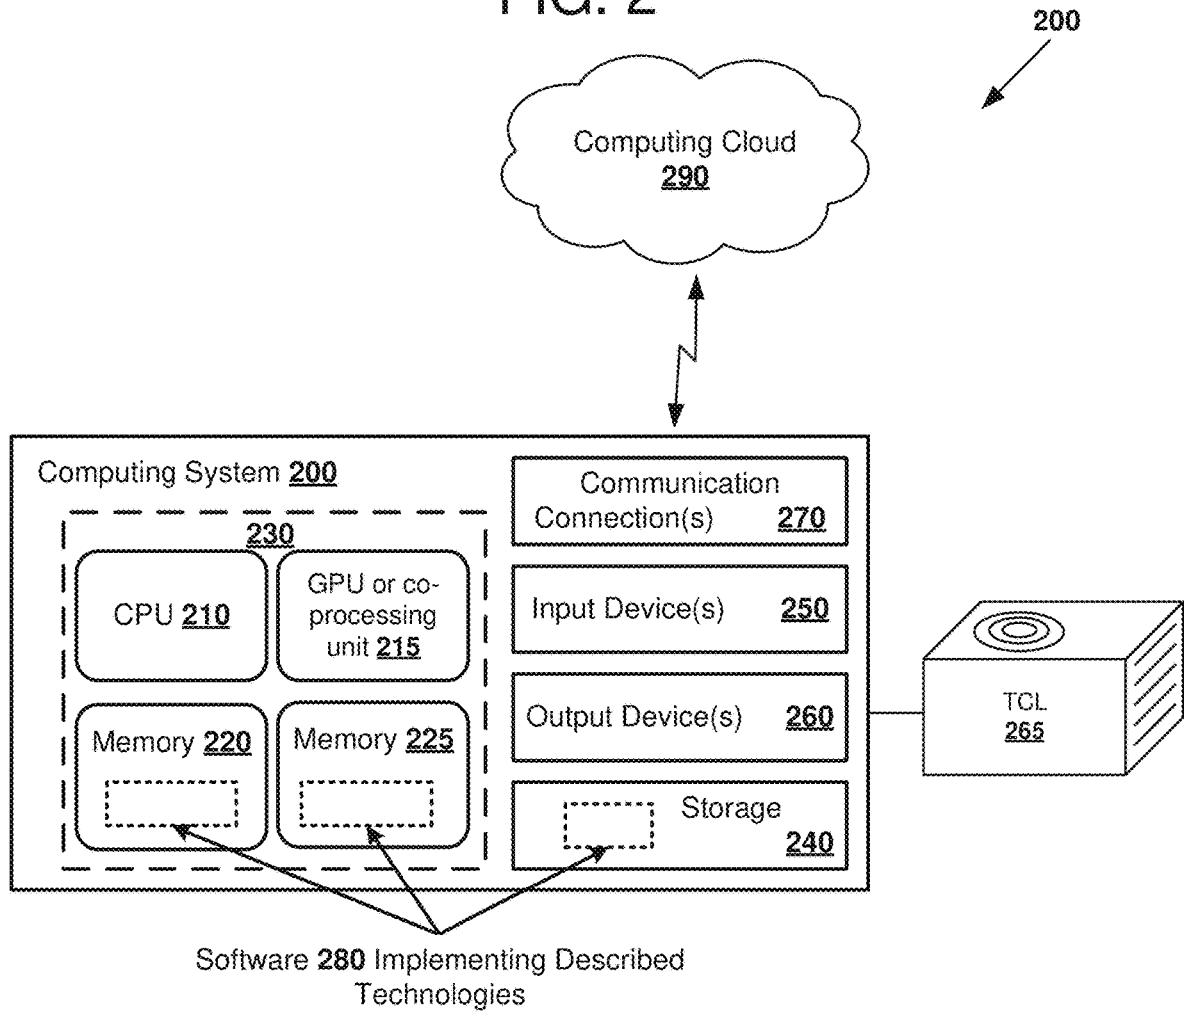 FIG. 2
200
Computing Cloud
290
Computing System 200
230
CPU 210
GPU or co-
processing
unit 215
Memory 220
Memory 225
Communication
Connection(s) 270
Input Device(s) 250
Output Device(s) 260
Storage
240
TCL
265
Software 280 Implementing Described
Technologies